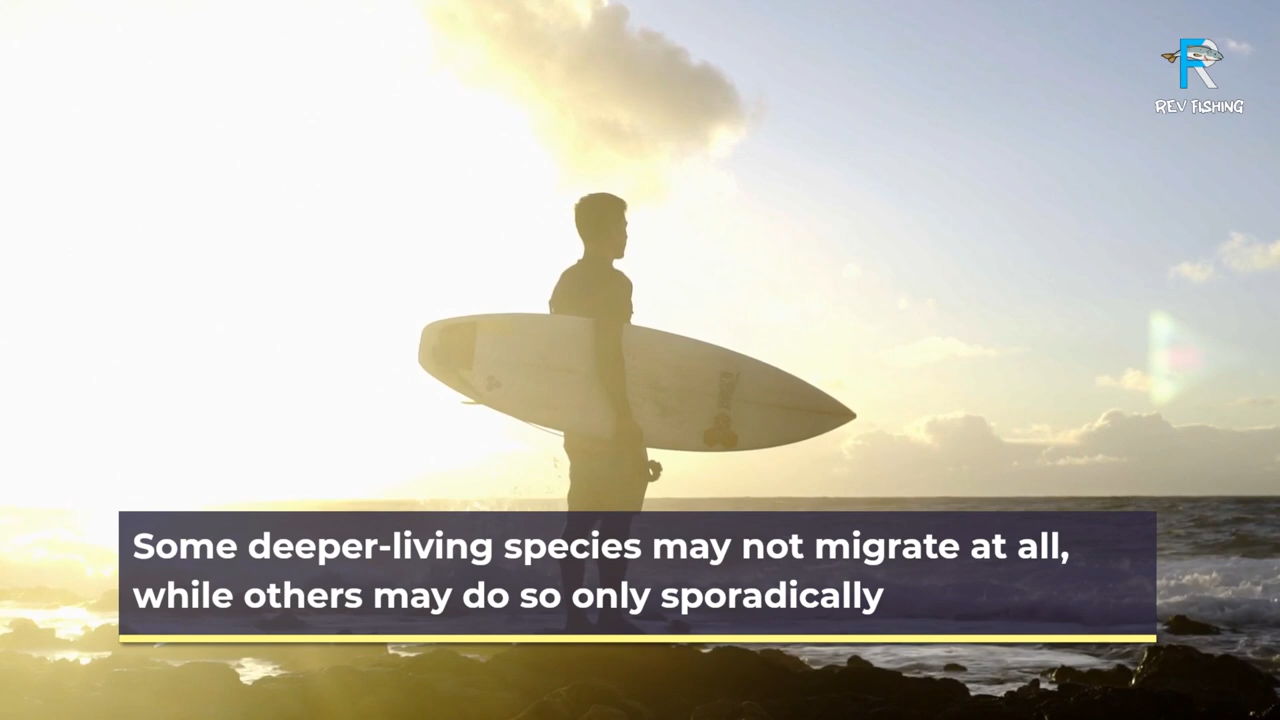 REV FISHING
Some deeper-living species may not migrate at all,
while others may do so only sporadically